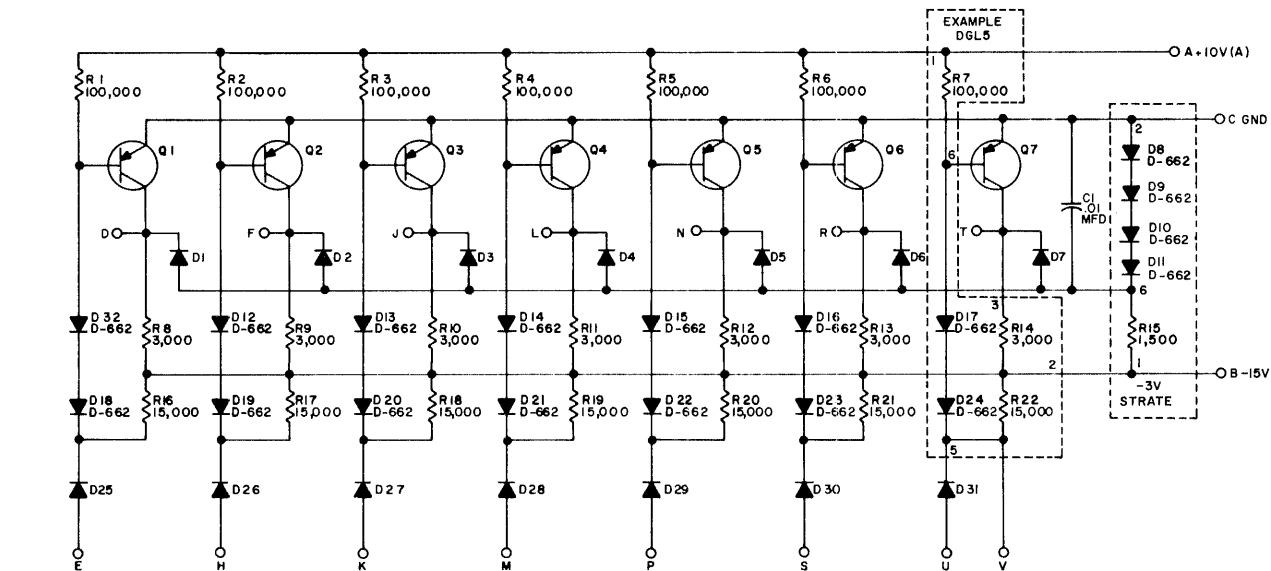 EXAMPLE
DGL5
A+10V(A)
1
R1
100,000
R2
100,000
R3
100,000
R4
100,000
R5
100,000
R6
100,000
R7
100,000
C GND
2
Q1
Q2
Q3
Q4
Q5
Q6
6
Q7
D8
D-662
D9
D-662
C1
.01
MFD
D10
D-662
D11
D-662
D
D1
F
D2
J
D3
L
D4
N
D5
R
D6
T
D7
6
3
D32
D-662
R8
3,000
D12
D-662
R9
3,000
D13
D-662
R10
3,000
D14
D-662
R11
3,000
D15
D-662
R12
3,000
D16
D-662
R13
3,000
D17
D-662
R14
3,000
R15
1,500
2
1
B-15V
-3V
STRATE
D18
D-662
R16
15,000
D19
D-662
R17
15,000
D20
D-662
R18
15,000
D21
D-662
R19
15,000
D22
D-662
R20
15,000
D23
D-662
R21
15,000
D24
D-662
R22
15,000
5
D25
D26
D27
D28
D29
D30
D31
E
H
K
M
P
S
U
V